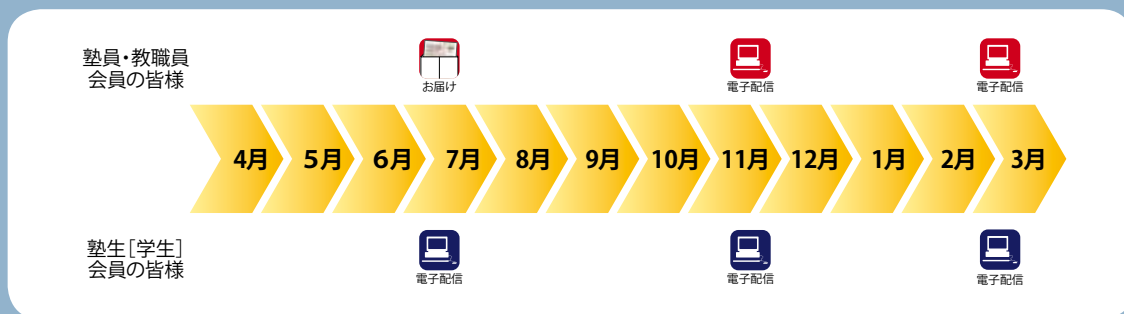 塾員・教職員
会員の皆様
お届け
電子配信
電子配信
4月 5月 6月 7月 8月 9月 10月 11月 12月 1月 2月 3月
塾生[学生]
会員の皆様
電子配信
電子配信
電子配信